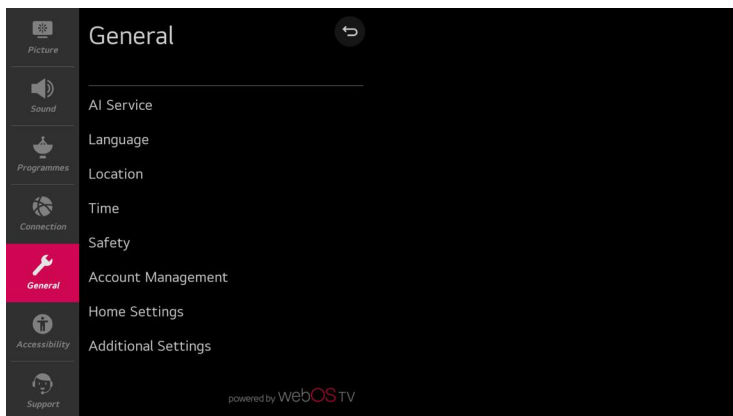 Picture
Sound
Programmes
Connection
General
Accessibility
Support
General
AI Service
Language
Location
Time
Safety
Account Management
Home Settings
Additional Settings
powered by webOS TV